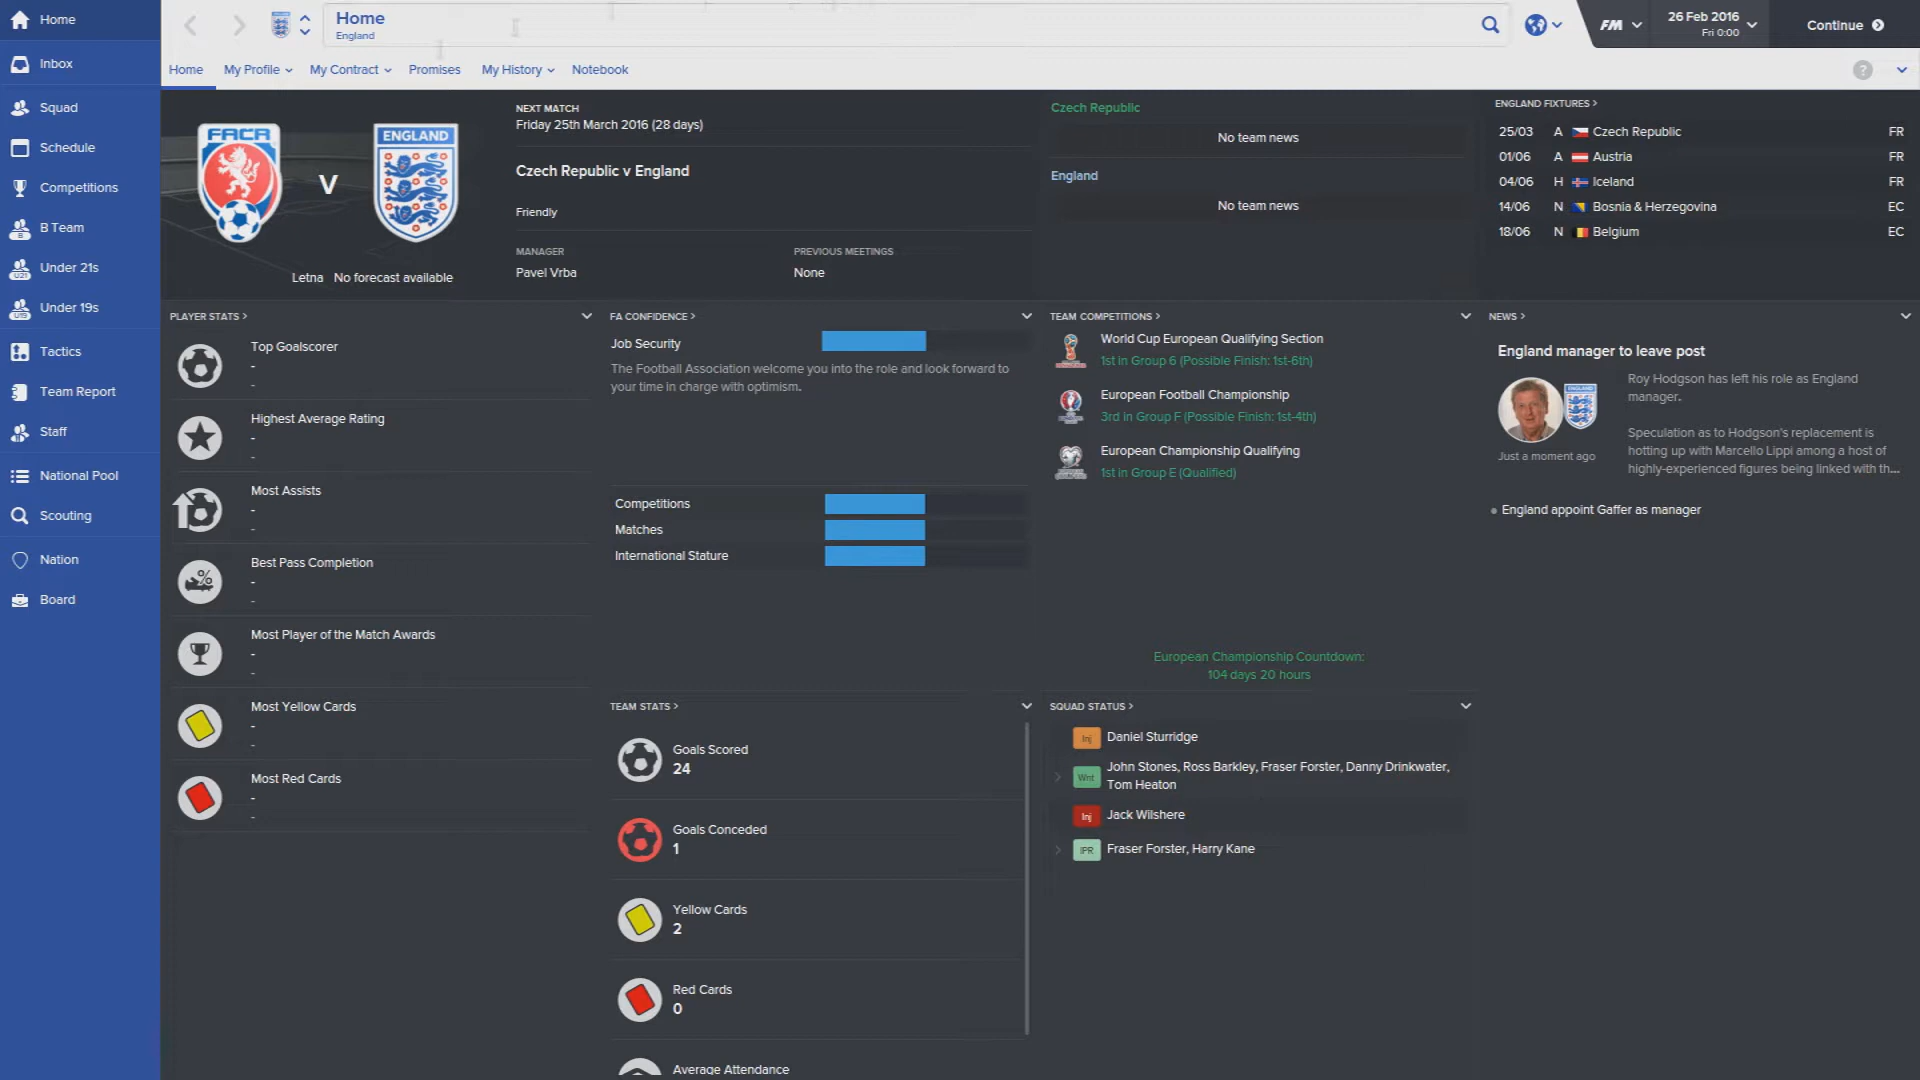 Home
Inbox
Squad
Schedule
Competitions
B Team
Under 21s
Under 19s
Tactics
Team Report
Staff
National Pool
Scouting
Nation
Board
Home
England
FM
26 Feb 2016
Fri 0:00
Continue
Home
My Profile
My Contract
Promises
My History
Notebook
?
FACR
ENGLAND
V
Letna No forecast available
NEXT MATCH
Friday 25th March 2016 (28 days)
Czech Republic v England
Friendly
MANAGER
PREVIOUS MEETINGS
Pavel Vrba
None
Czech Republic
No team news
England
No team news
ENGLAND FIXTURES >
25/03 A Czech Republic FR
01/06 A Austria FR
04/06 H Iceland FR
14/06 N Bosnia & Herzegovina EC
18/06 N Belgium EC
PLAYER STATS >
Top Goalscorer
-
-
Highest Average Rating
-
-
Most Assists
-
-
Best Pass Completion
-
-
Most Player of the Match Awards
-
-
Most Yellow Cards
-
-
Most Red Cards
-
-
FA CONFIDENCE >
Job Security
The Football Association welcome you into the role and look forward to
your time in charge with optimism.
Competitions
Matches
International Stature
TEAM STATS >
Goals Scored
24
Goals Conceded
1
Yellow Cards
2
Red Cards
0
Average Attendance
TEAM COMPETITIONS >
World Cup European Qualifying Section
1st in Group 6 (Possible Finish: 1st-6th)
European Football Championship
3rd in Group F (Possible Finish: 1st-4th)
European Championship Qualifying
1st in Group E (Qualified)
European Championship Countdown:
104 days 20 hours
SQUAD STATUS >
Inj Daniel Sturridge
Wnt John Stones, Ross Barkley, Fraser Forster, Danny Drinkwater,
Tom Heaton
Inj Jack Wilshere
IPR Fraser Forster, Harry Kane
NEWS >
England manager to leave post
Roy Hodgson has left his role as England
manager.
Speculation as to Hodgson's replacement is
hotting up with Marcello Lippi among a host of
highly-experienced figures being linked with th...
Just a moment ago
England appoint Gaffer as manager